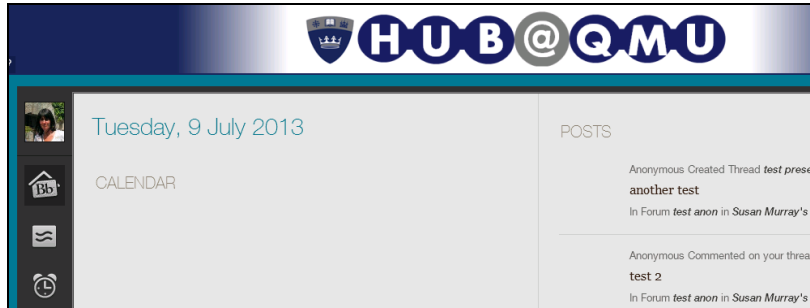 HUB@QMU
Tuesday, 9 July 2013
CALENDAR
Bb
POSTS
Anonymous Created Thread test prese
another test
In Forum test anon in Susan Murray's
Anonymous Commented on your threa
test 2
In Forum test anon in Susan Murray's